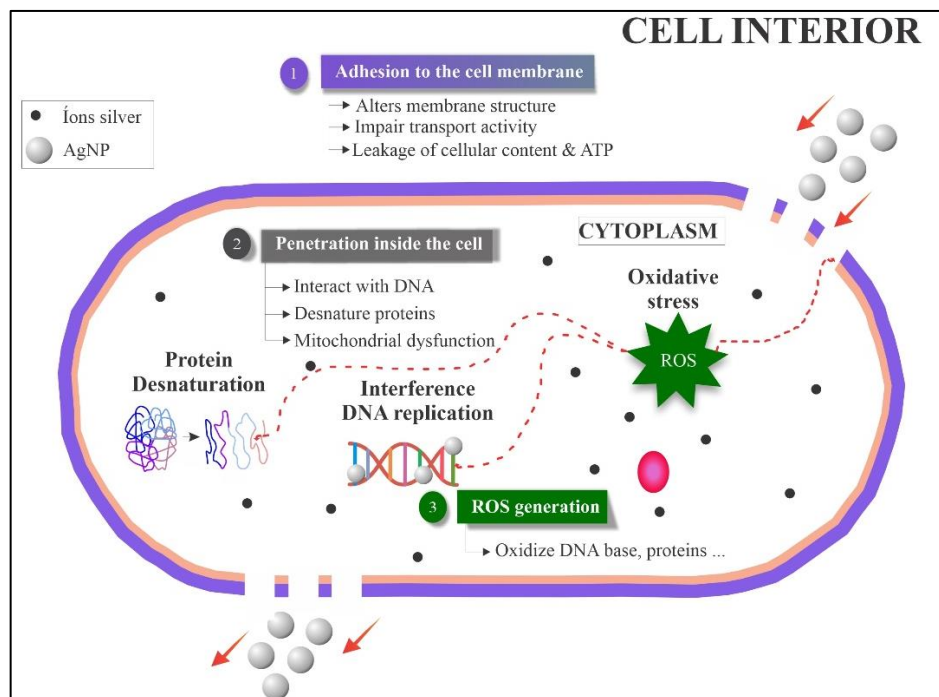 CELL INTERIOR
1 Adhesion to the cell membrane
Alters membrane structure
Impair transport activity
Leakage of cellular content & ATP
Íons silver
AgNP
2 Penetration inside the cell
Interact with DNA
Desnature proteins
Mitochondrial dysfunction
CYTOPLASM
Oxidative
stress
ROS
Protein
Desnaturation
Interference
DNA replication
3 ROS generation
Oxidize DNA base, proteins ...